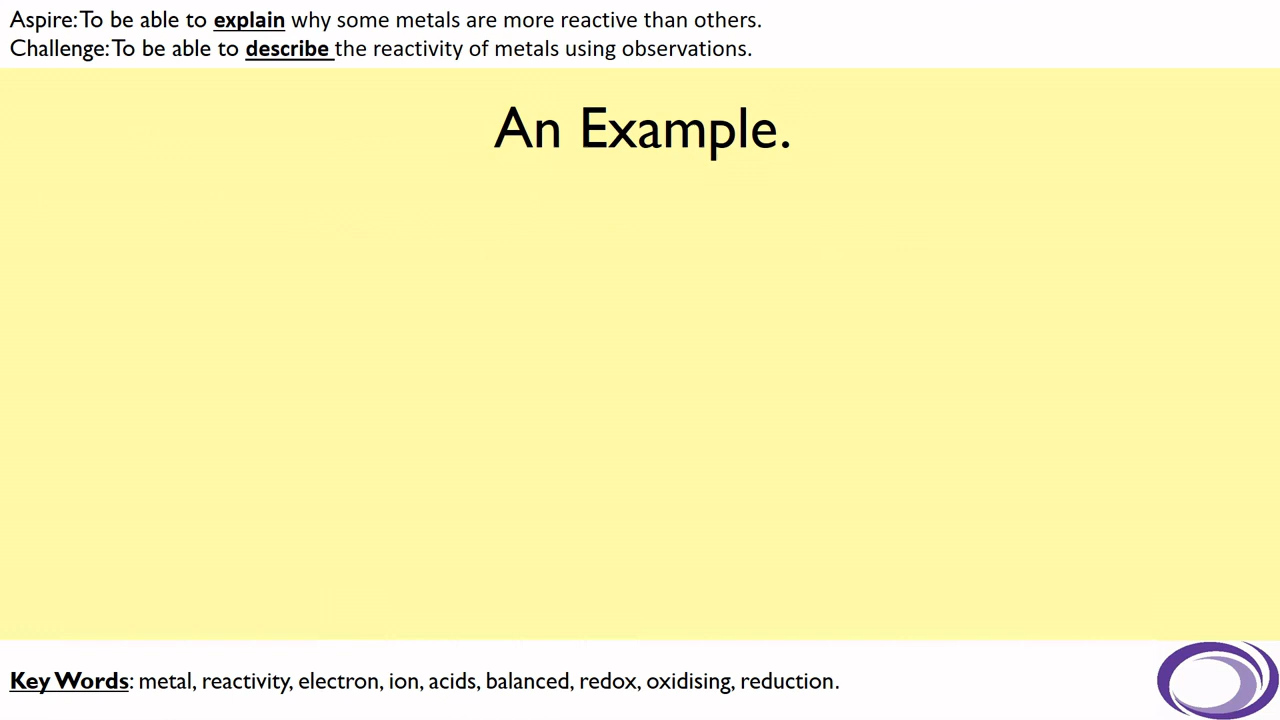 Aspire: To be able to explain why some metals are more reactive than others.
Challenge: To be able to describe the reactivity of metals using observations.
An Example.
Key Words: metal, reactivity, electron, ion, acids, balanced, redox, oxidising, reduction.